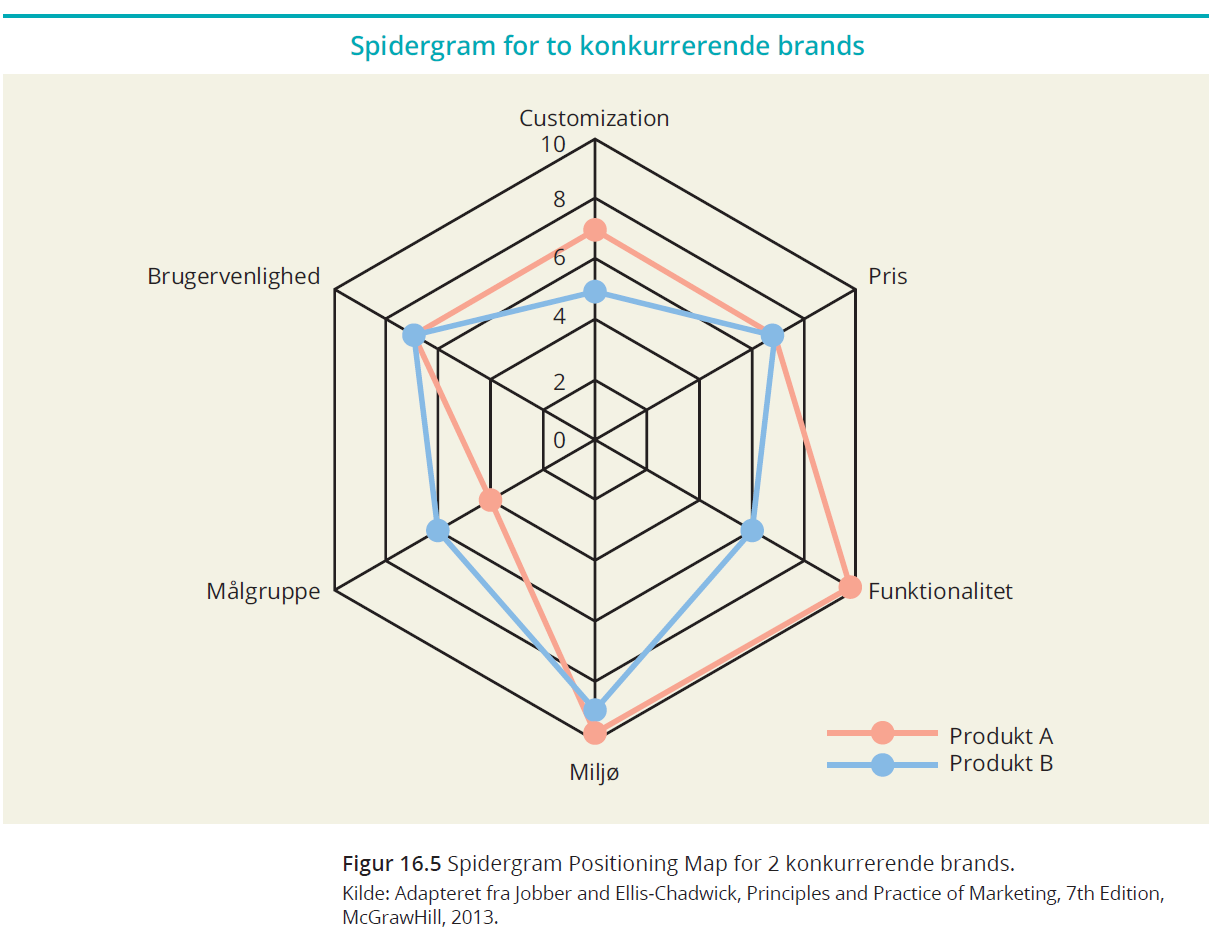 Spidergram for to konkurrerende brands
Customization
10
8
6
4
2
0
Brugervenlighed
Pris
Målgruppe
Funktionalitet
Miljø
Produkt A
Produkt B
Figur 16.5 Spidergram Positioning Map for 2 konkurrerende brands.
Kilde: Adapteret fra Jobber and Ellis-Chadwick, Principles and Practice of Marketing, 7th Edition,
McGrawHill, 2013.